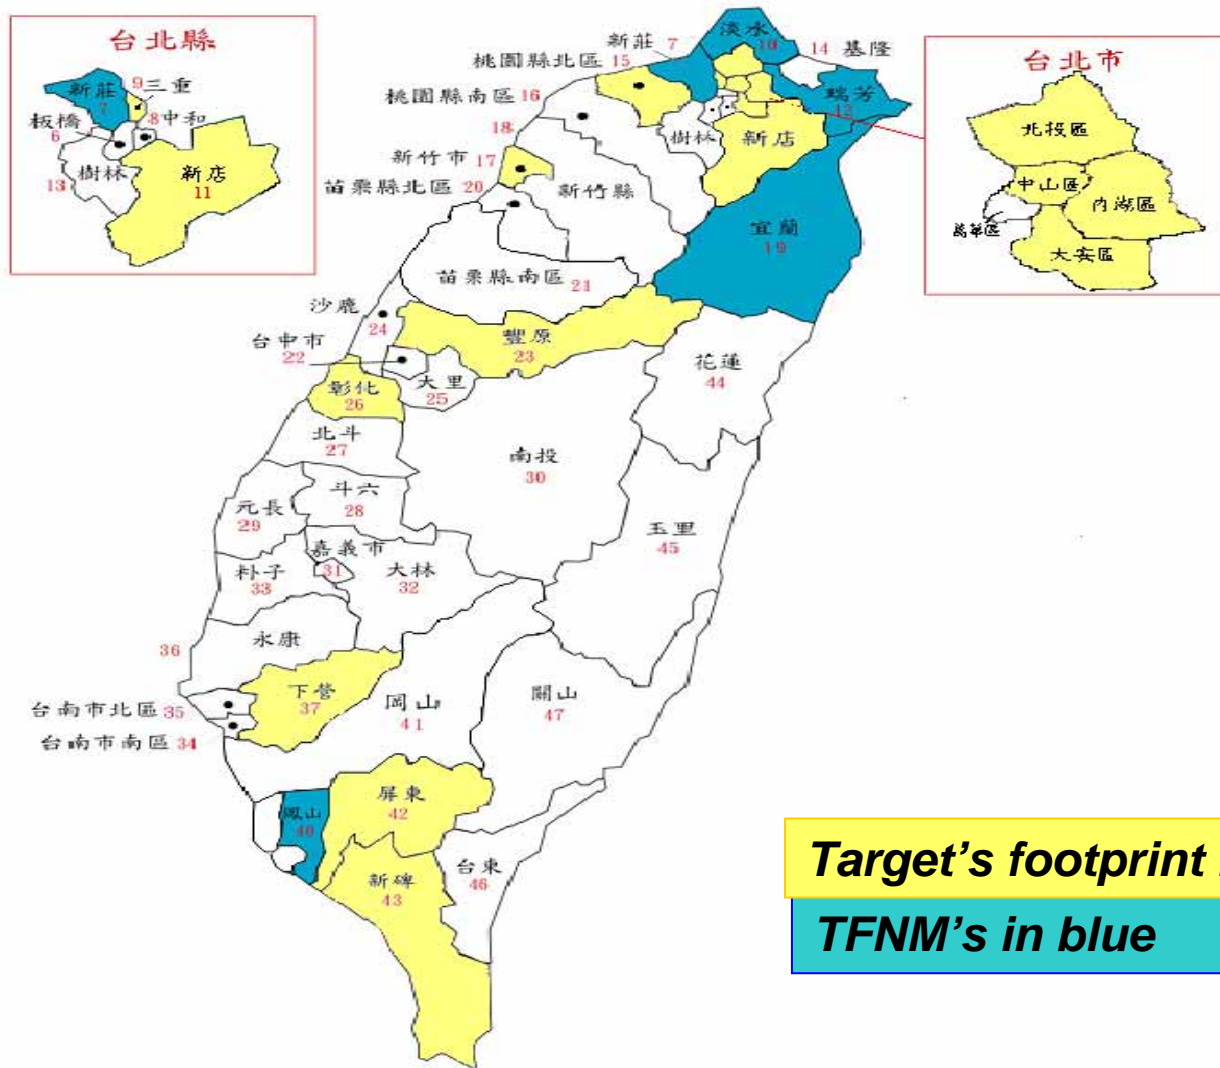 台北縣
新莊
7
9 三重
8 中和
板橋
6
樹林
13
新店
11
台北市
北投區
中山區
內湖區
萬華區
大安區
淡水
10
新莊 7
14 基隆
桃園縣北區
15
瑞芳
12
桃園縣南區 16
18
樹林
新店
新竹市 17
苗栗縣北區 20
新竹縣
宜蘭
19
苗栗縣南區 21
沙鹿
24
台中市
22
豐原
23
大里
25
花蓮
44
彰化
26
北斗
27
南投
30
斗六
28
元長
29
玉里
45
嘉義市
31
大林
32
朴子
33
永康
36
下營
37
岡山
41
關山
47
台南市北區 35
台南市南區 34
鳳山
40
屏東
42
台東
46
新碑
43
Target's footprint
TFNM's in blue